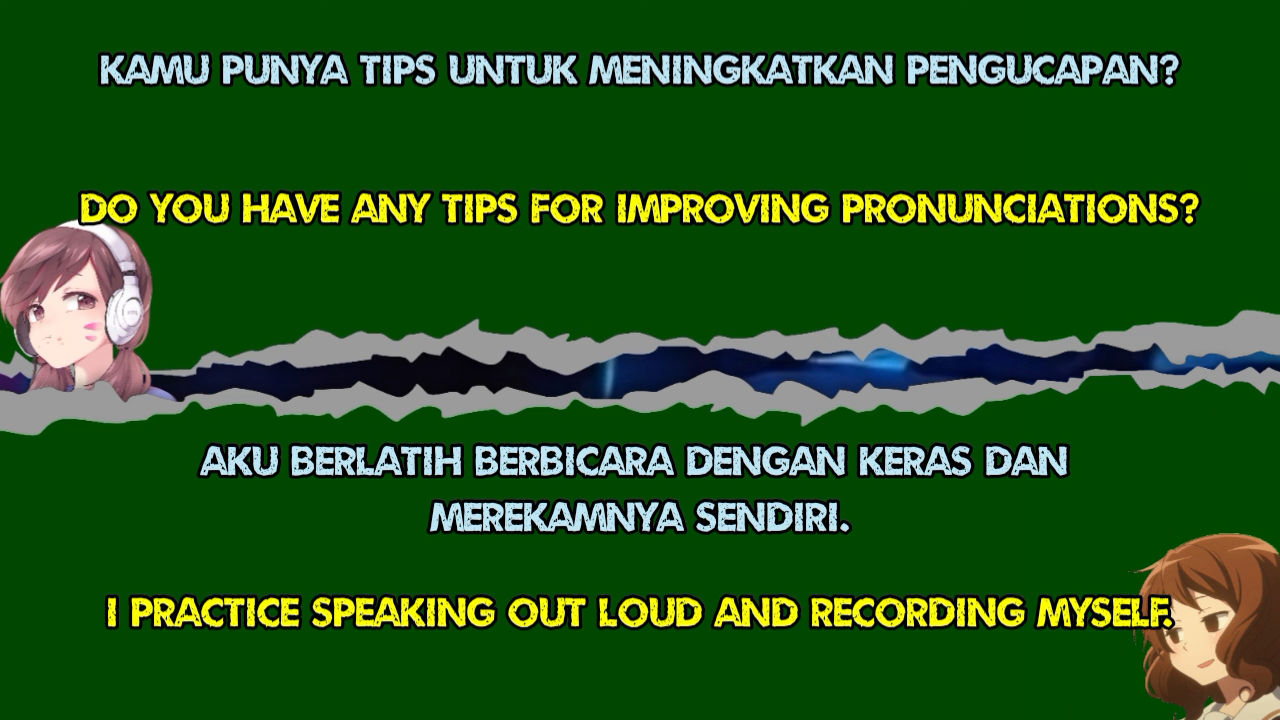 KAMU PUNYA TIPS UNTUK MENINGKATKAN PENGUCAPAN?
DO YOU HAVE ANY TIPS FOR IMPROVING PRONUNCIATIONS?
AKU BERLATIH BERBICARA DENGAN KERAS DAN
MEREKAMNYA SENDIRI.
I PRACTICE SPEAKING OUT LOUD AND RECORDING MYSELF.